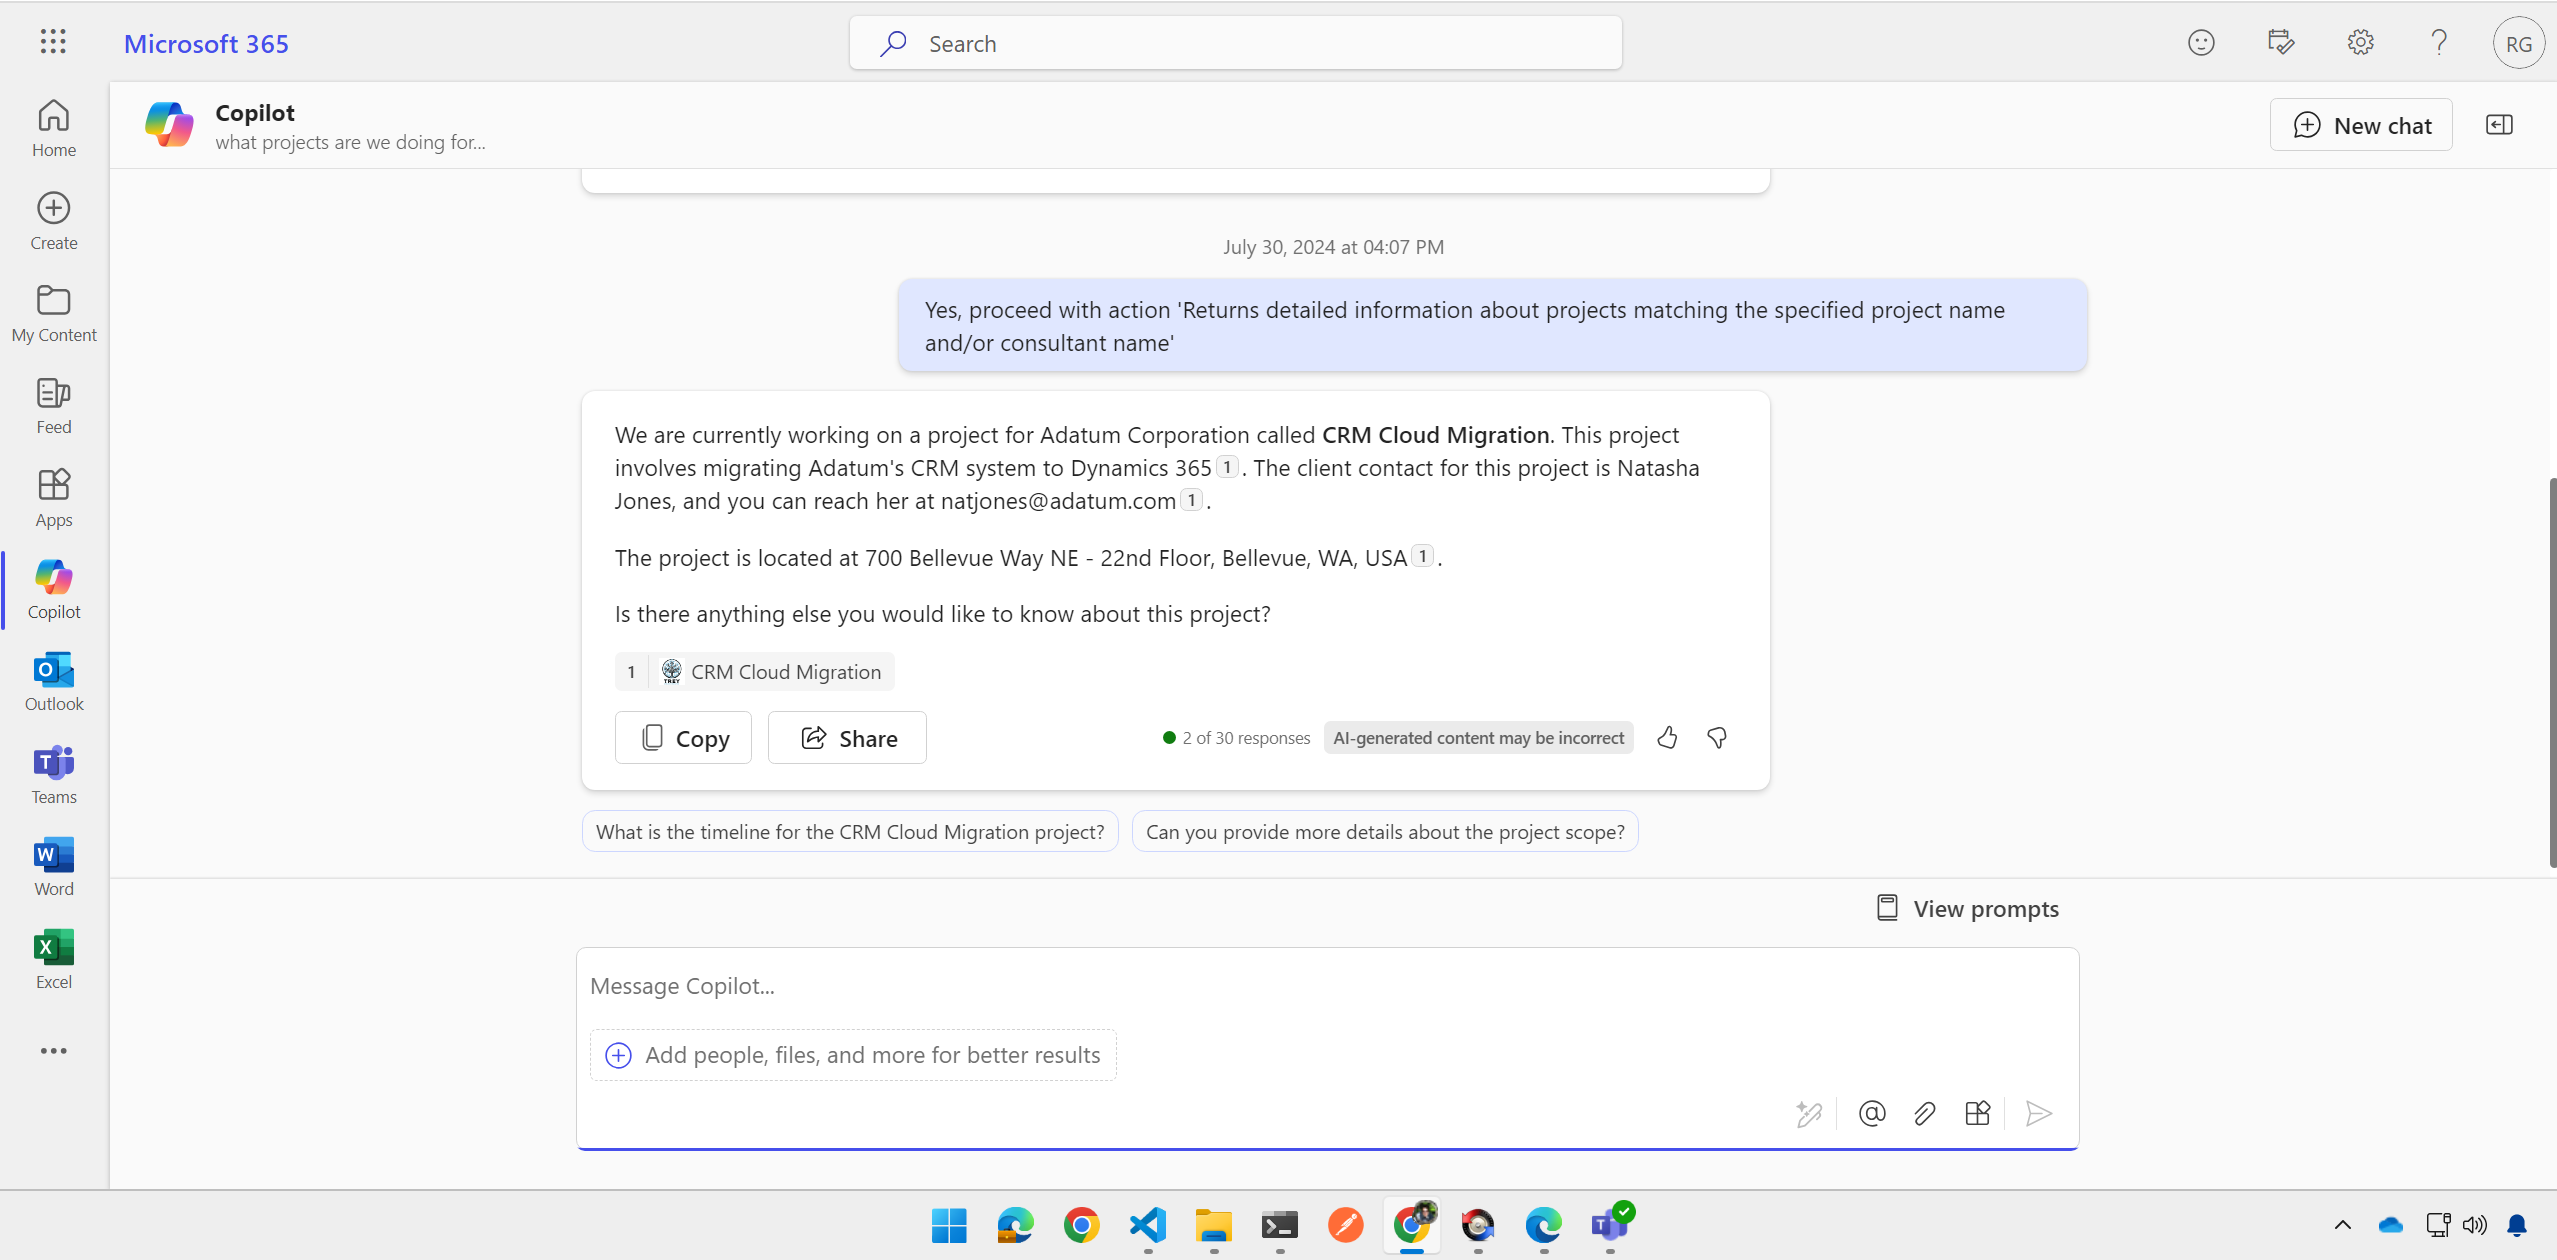 Microsoft 365
Search
RG
Copilot
what projects are we doing for...
New chat
Home
Create
My Content
Feed
Apps
Copilot
Outlook
Teams
Word
Excel
July 30, 2024 at 04:07 PM
Yes, proceed with action 'Returns detailed information about projects matching the specified project name
and/or consultant name'
We are currently working on a project for Adatum Corporation called CRM Cloud Migration. This project
involves migrating Adatum's CRM system to Dynamics 365 1. The client contact for this project is Natasha
Jones, and you can reach her at natjones@adatum.com 1.
The project is located at 700 Bellevue Way NE - 22nd Floor, Bellevue, WA, USA 1.
Is there anything else you would like to know about this project?
1 TREY CRM Cloud Migration
Copy
Share
2 of 30 responses
AI-generated content may be incorrect
What is the timeline for the CRM Cloud Migration project?
Can you provide more details about the project scope?
View prompts
Message Copilot...
Add people, files, and more for better results